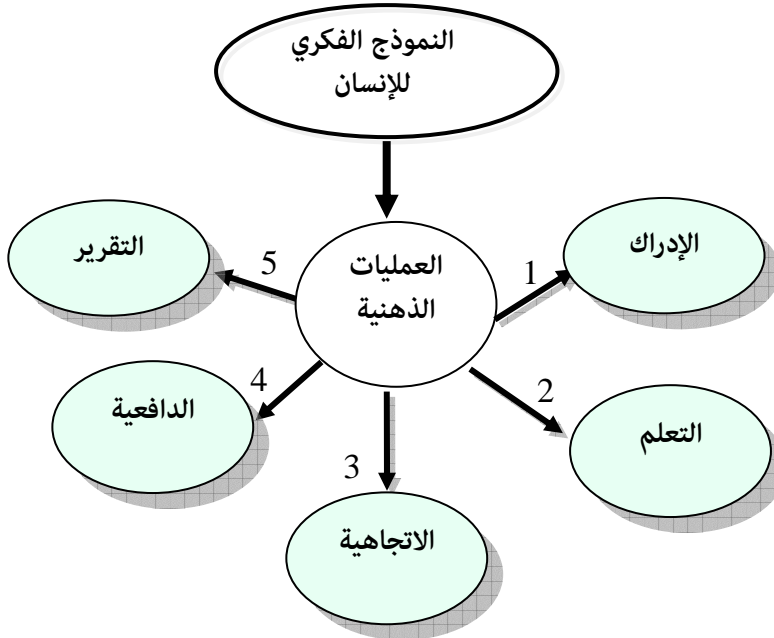 النموذج الفكري
للإنسان
العمليات
الذهنية
1
الإدراك
2
التعلم
3
الاتجاهية
4
الدافعية
5
التقرير